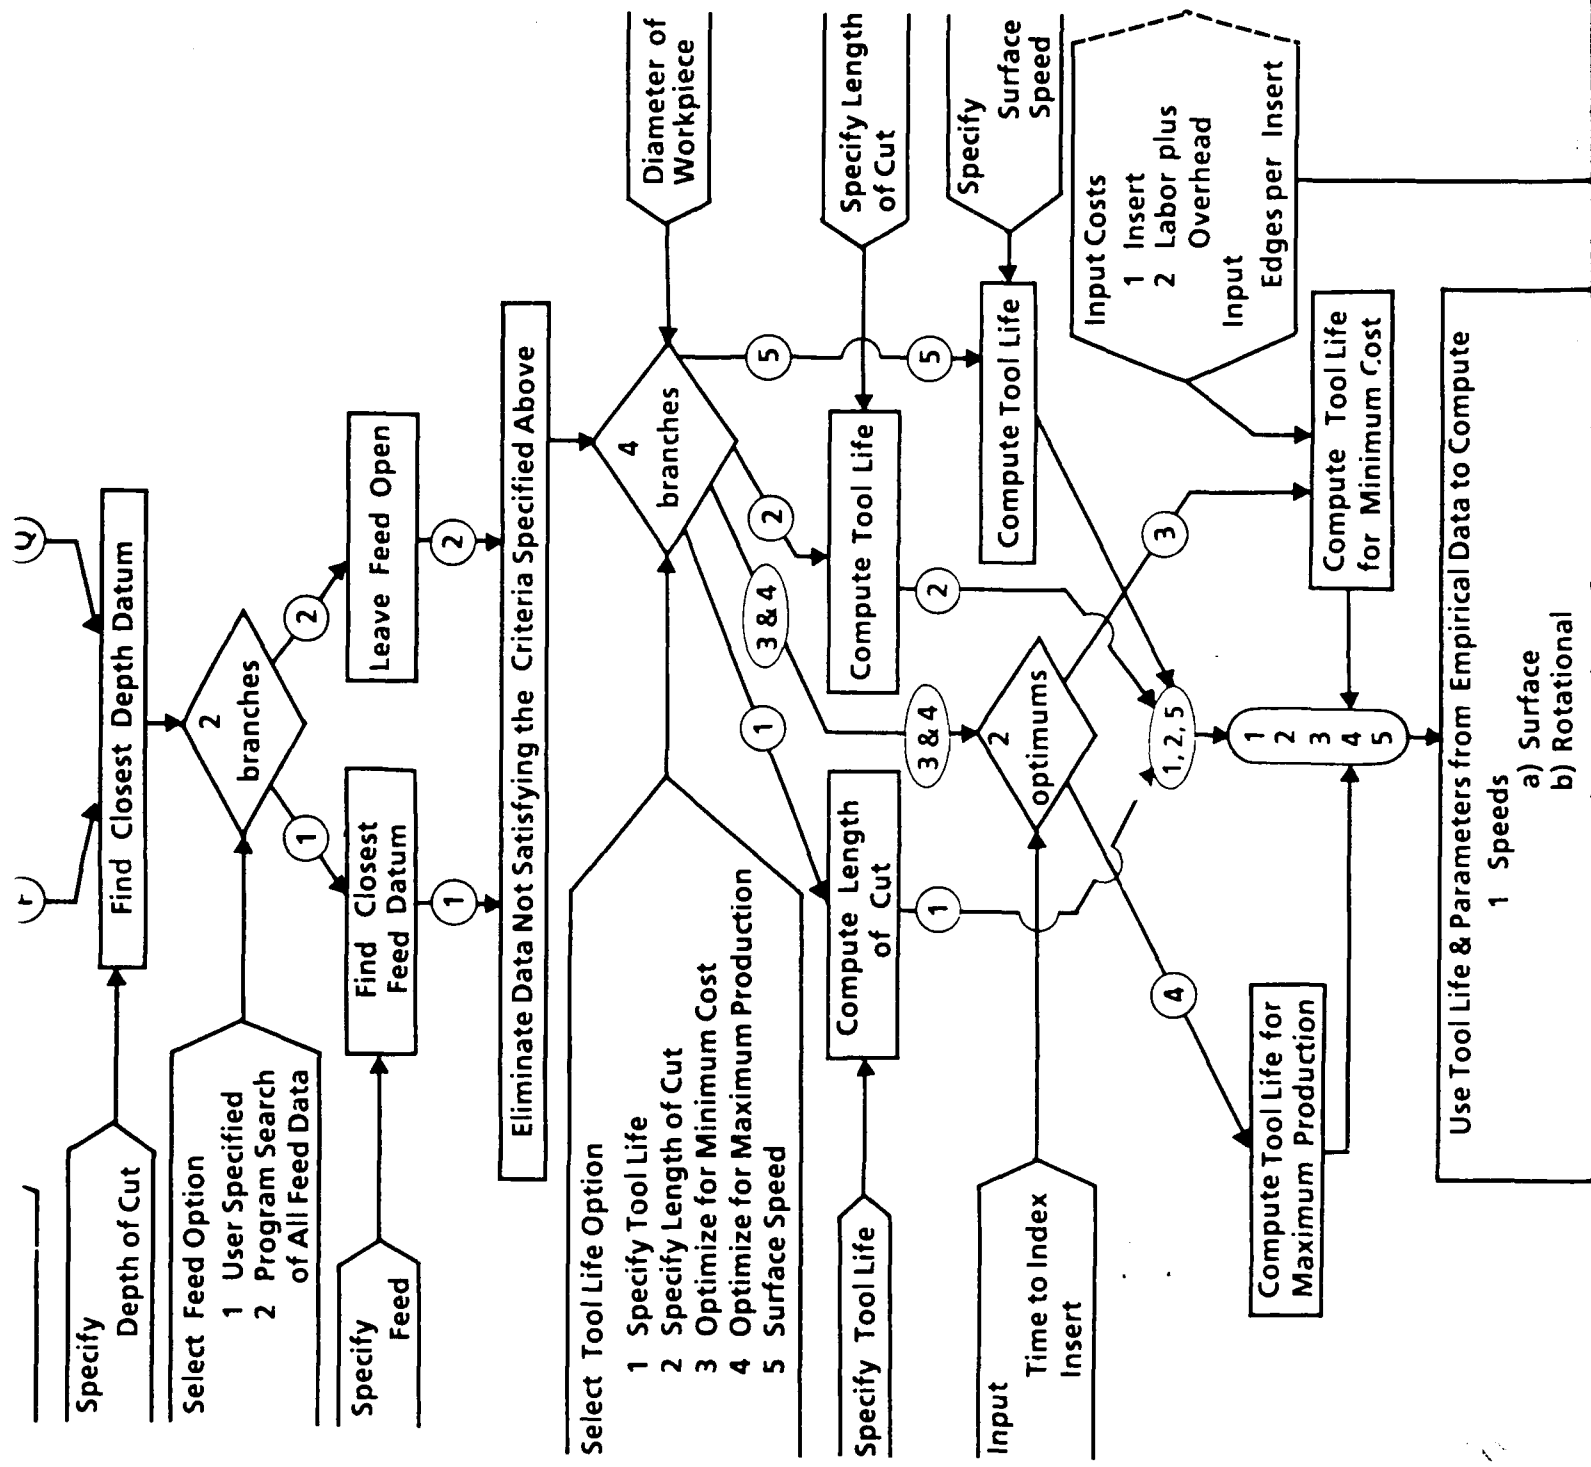 Find Closest Depth Datum
Specify
Depth of Cut
2
branches
Select Feed Option
1 User Specified
2 Program Search
of All Feed Data
1
2
Find Closest
Feed Datum
Leave Feed Open
Specify
Feed
1
2
Eliminate Data Not Satisfying the Criteria Specified Above
4
branches
Diameter of
Workpiece
Select Tool Life Option
1 Specify Tool Life
2 Specify Length of Cut
3 Optimize for Minimum Cost
4 Optimize for Maximum Production
5 Surface Speed
1
3 & 4
2
5
Specify Length
of Cut
Specify Tool Life
Compute Length
of Cut
Compute Tool Life
5
1
3 & 4
2
Specify
Surface
Speed
Compute Tool Life
Input
Time to Index
Insert
2
optimums
Input Costs
1 Insert
2 Labor plus
Overhead
Input
Edges per Insert
4
1, 2, 5
3
Compute Tool Life for
Maximum Production
1
2
3
4
5
Compute Tool Life
for Minimum Cost
Use Tool Life & Parameters from Empirical Data to Compute
1 Speeds
a) Surface
b) Rotational